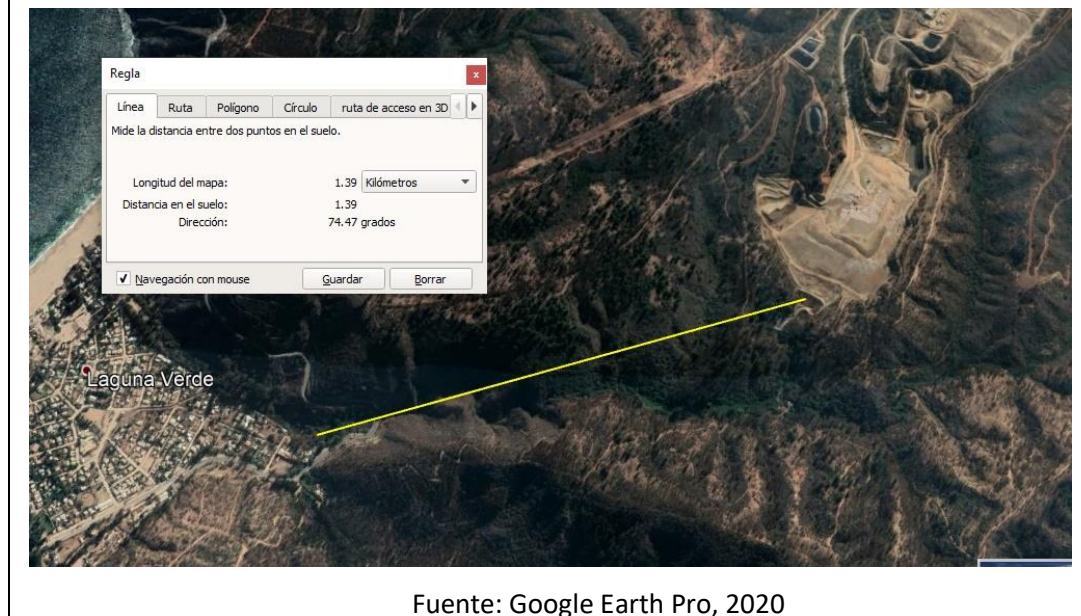 Regla
Línea Ruta Polígono Círculo ruta de acceso en 3D
Mide la distancia entre dos puntos en el suelo.
Longitud del mapa: 1.39 Kilómetros
Distancia en el suelo: 1.39
Dirección: 74.47 grados
Navegación con mouse Guardar Borrar
Laguna Verde
Fuente: Google Earth Pro, 2020